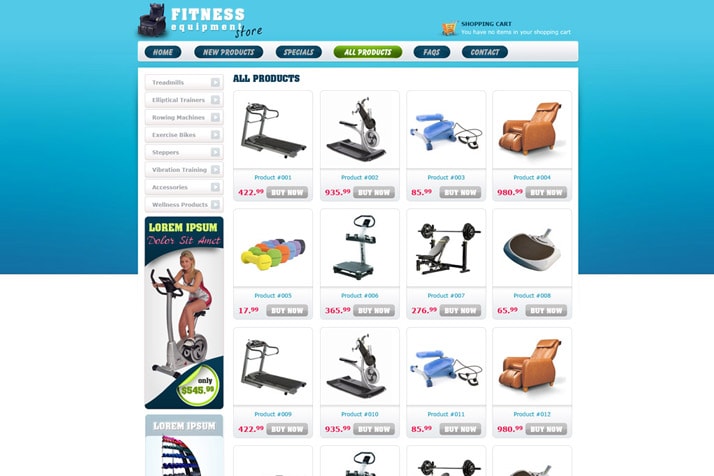 FITNESS
equipment
Store
SHOPPING CART
You have no items in your shopping cart
HOME
NEW PRODUCTS
SPECIALS
ALL PRODUCTS
FAQS
CONTACT
Treadmills
Elliptical Trainers
Rowing Machines
Exercise Bikes
Steppers
Vibration Training
Accessories
Wellness Products
LOREM IPSUM
Dolor Sit Amet
only
$545.99
LOREM IPSUM
ALL PRODUCTS
Product #001
422.99 BUY NOW
Product #002
935.99 BUY NOW
Product #003
85.99 BUY NOW
Product #004
980.99 BUY NOW
Product #005
17.99 BUY NOW
Product #006
365.99 BUY NOW
Product #007
276.99 BUY NOW
Product #008
65.99 BUY NOW
Product #009
422.99 BUY NOW
Product #010
935.99 BUY NOW
Product #011
85.99 BUY NOW
Product #012
980.99 BUY NOW